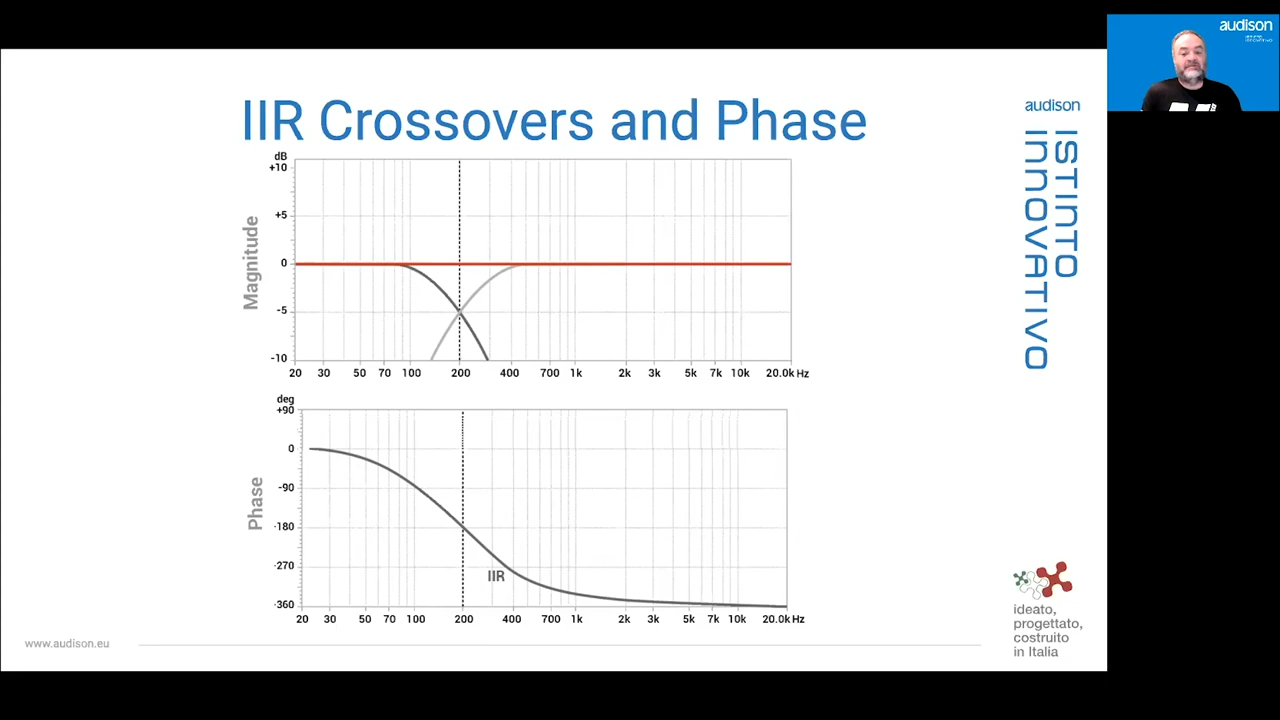 IIR Crossovers and Phase
dB
+10
+5
0
-5
-10
Magnitude
20 30 50 70 100 200 400 700 1k 2k 3k 5k 7k 10k 20.0k Hz
deg
+90
0
-90
-180
-270
-360
Phase
IIR
20 30 50 70 100 200 400 700 1k 2k 3k 5k 7k 10k 20.0k Hz
www.audison.eu
audison
ISTINTO
INNOVATIVO
ideato,
progettato,
costruito
in Italia
audison